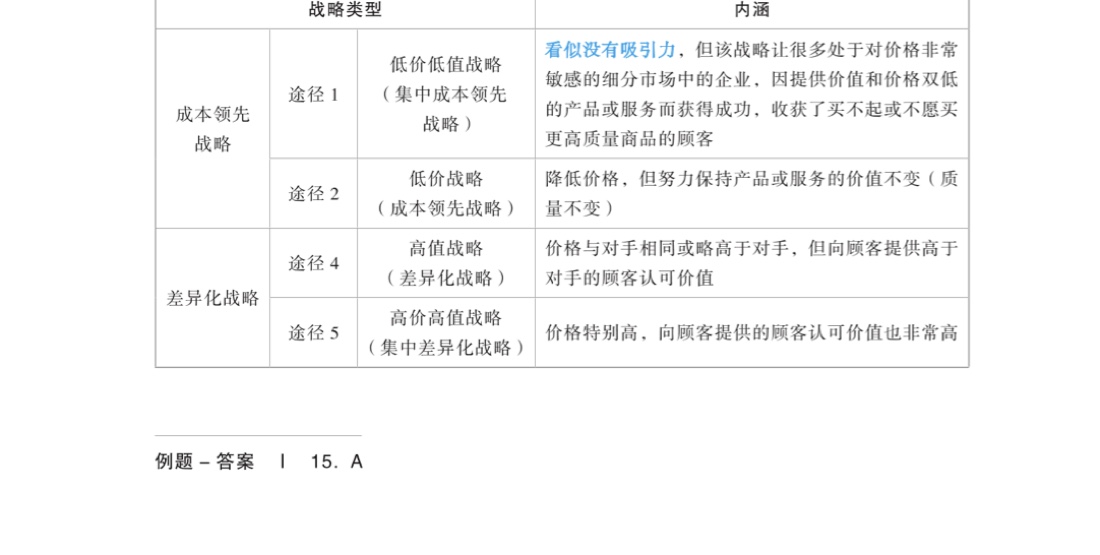 战略类型 内涵
成本领先
战略
途径 1
低价低值战略
（集中成本领先
战略）
看似没有吸引力，但该战略让很多处于对价格非常
敏感的细分市场中的企业，因提供价值和价格双低
的产品或服务而获得成功，收获了买不起或不愿买
更高质量商品的顾客
途径 2
低价战略
（成本领先战略）
降低价格，但努力保持产品或服务的价值不变（质
量不变）
差异化战略
途径 4
高值战略
（差异化战略）
价格与对手相同或略高于对手，但向顾客提供高于
对手的顾客认可价值
途径 5
高价高值战略
（集中差异化战略）
价格特别高，向顾客提供的顾客认可价值也非常高
例题 – 答案 | 15. A